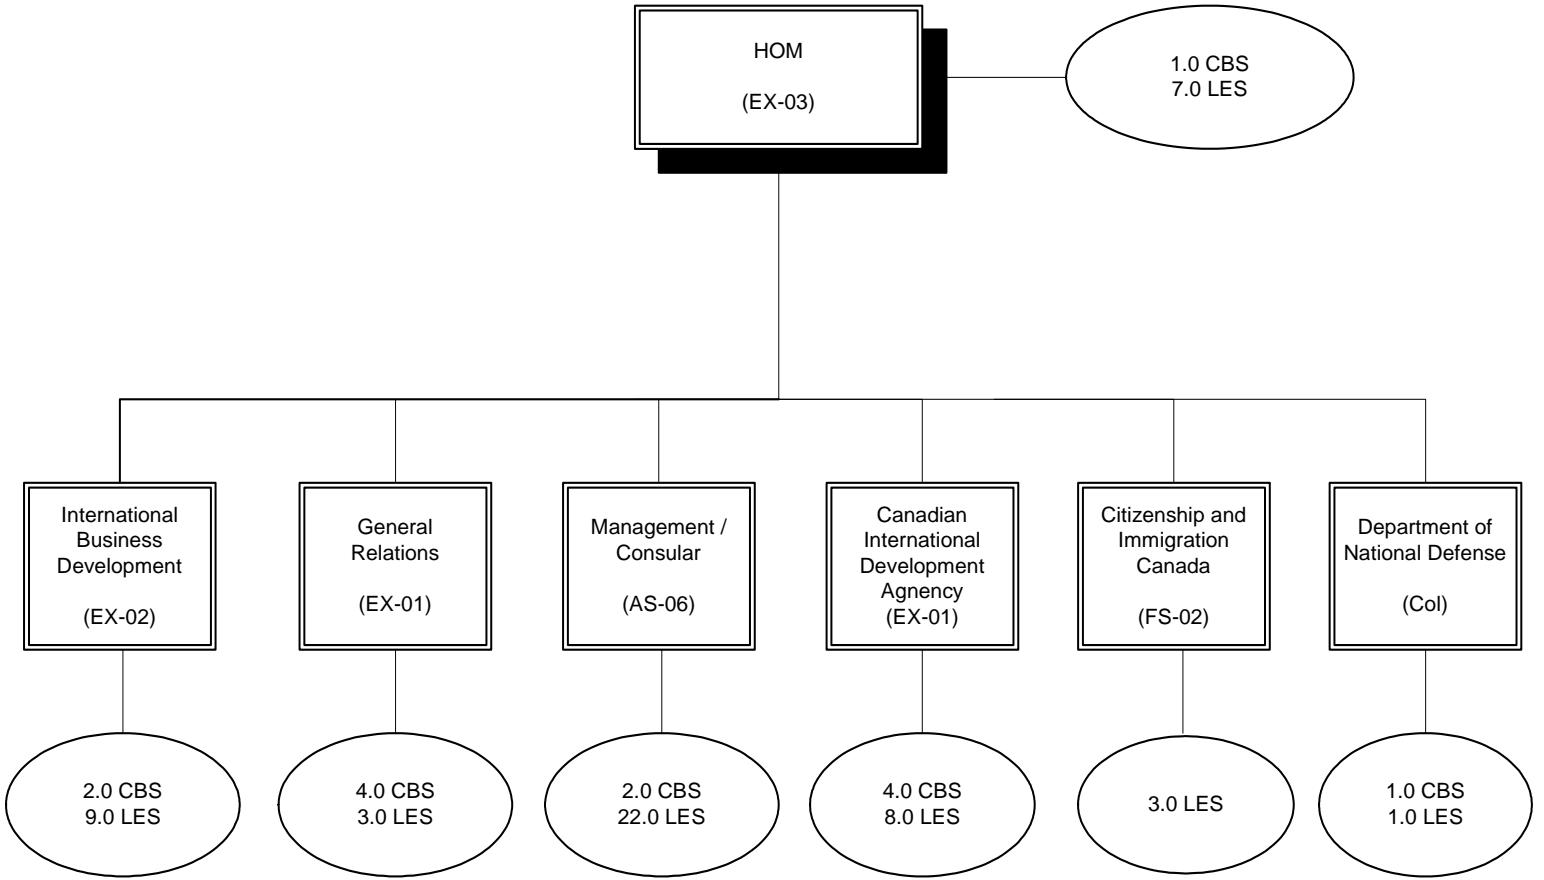 HOM
(EX-03)
1.0 CBS
7.0 LES
International
Business
Development
(EX-02)
General
Relations
(EX-01)
Management /
Consular
(AS-06)
Canadian
International
Development
Agnency
(EX-01)
Citizenship and
Immigration
Canada
(FS-02)
Department of
National Defense
(Col)
2.0 CBS
9.0 LES
4.0 CBS
3.0 LES
2.0 CBS
22.0 LES
4.0 CBS
8.0 LES
3.0 LES
1.0 CBS
1.0 LES